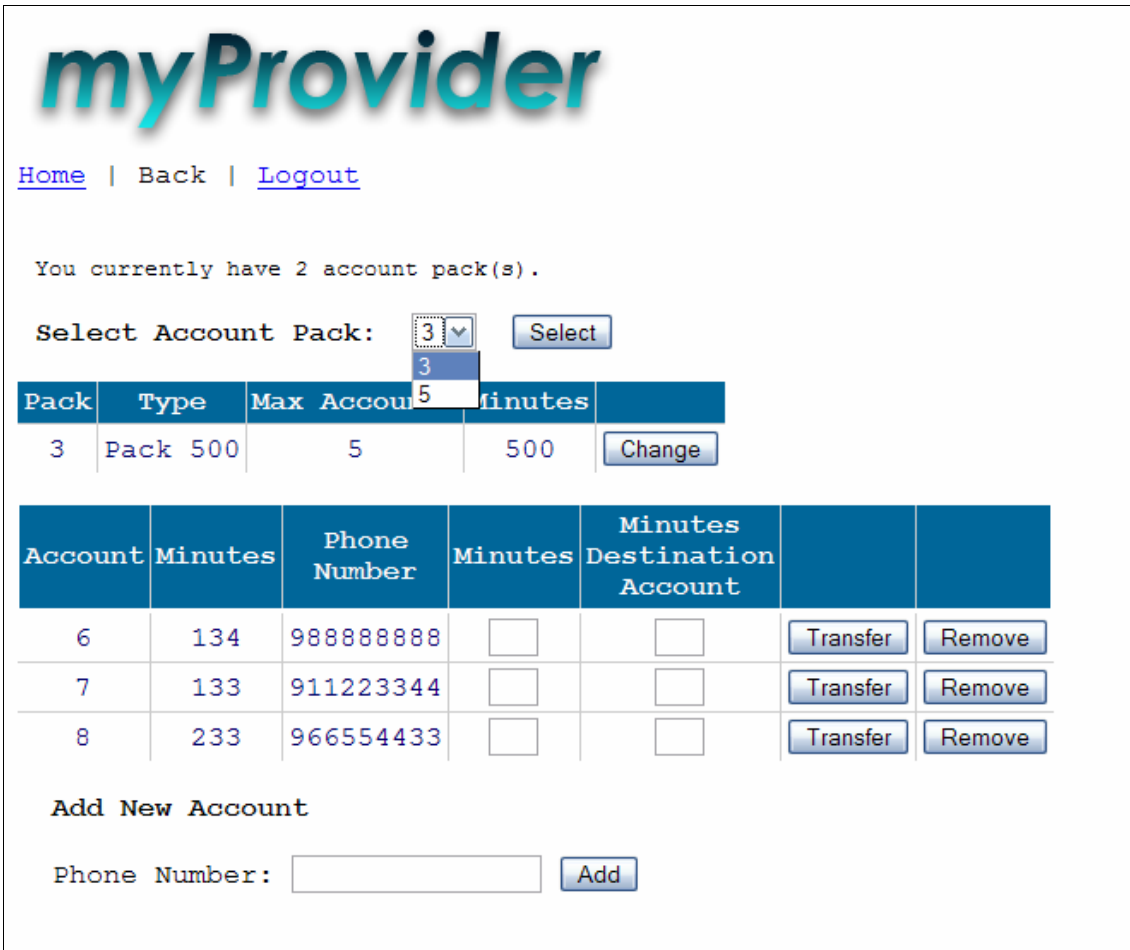 myProvider
Home | Back | Logout
You currently have 2 account pack(s).
Select Account Pack: 3 Select
3
5
Pack Type Max Accoun Minutes
3 Pack 500 5 500 Change
Account Minutes Phone Number Minutes Minutes Destination Account
6 134 988888888 Transfer Remove
7 133 911223344 Transfer Remove
8 233 966554433 Transfer Remove
Add New Account
Phone Number: Add